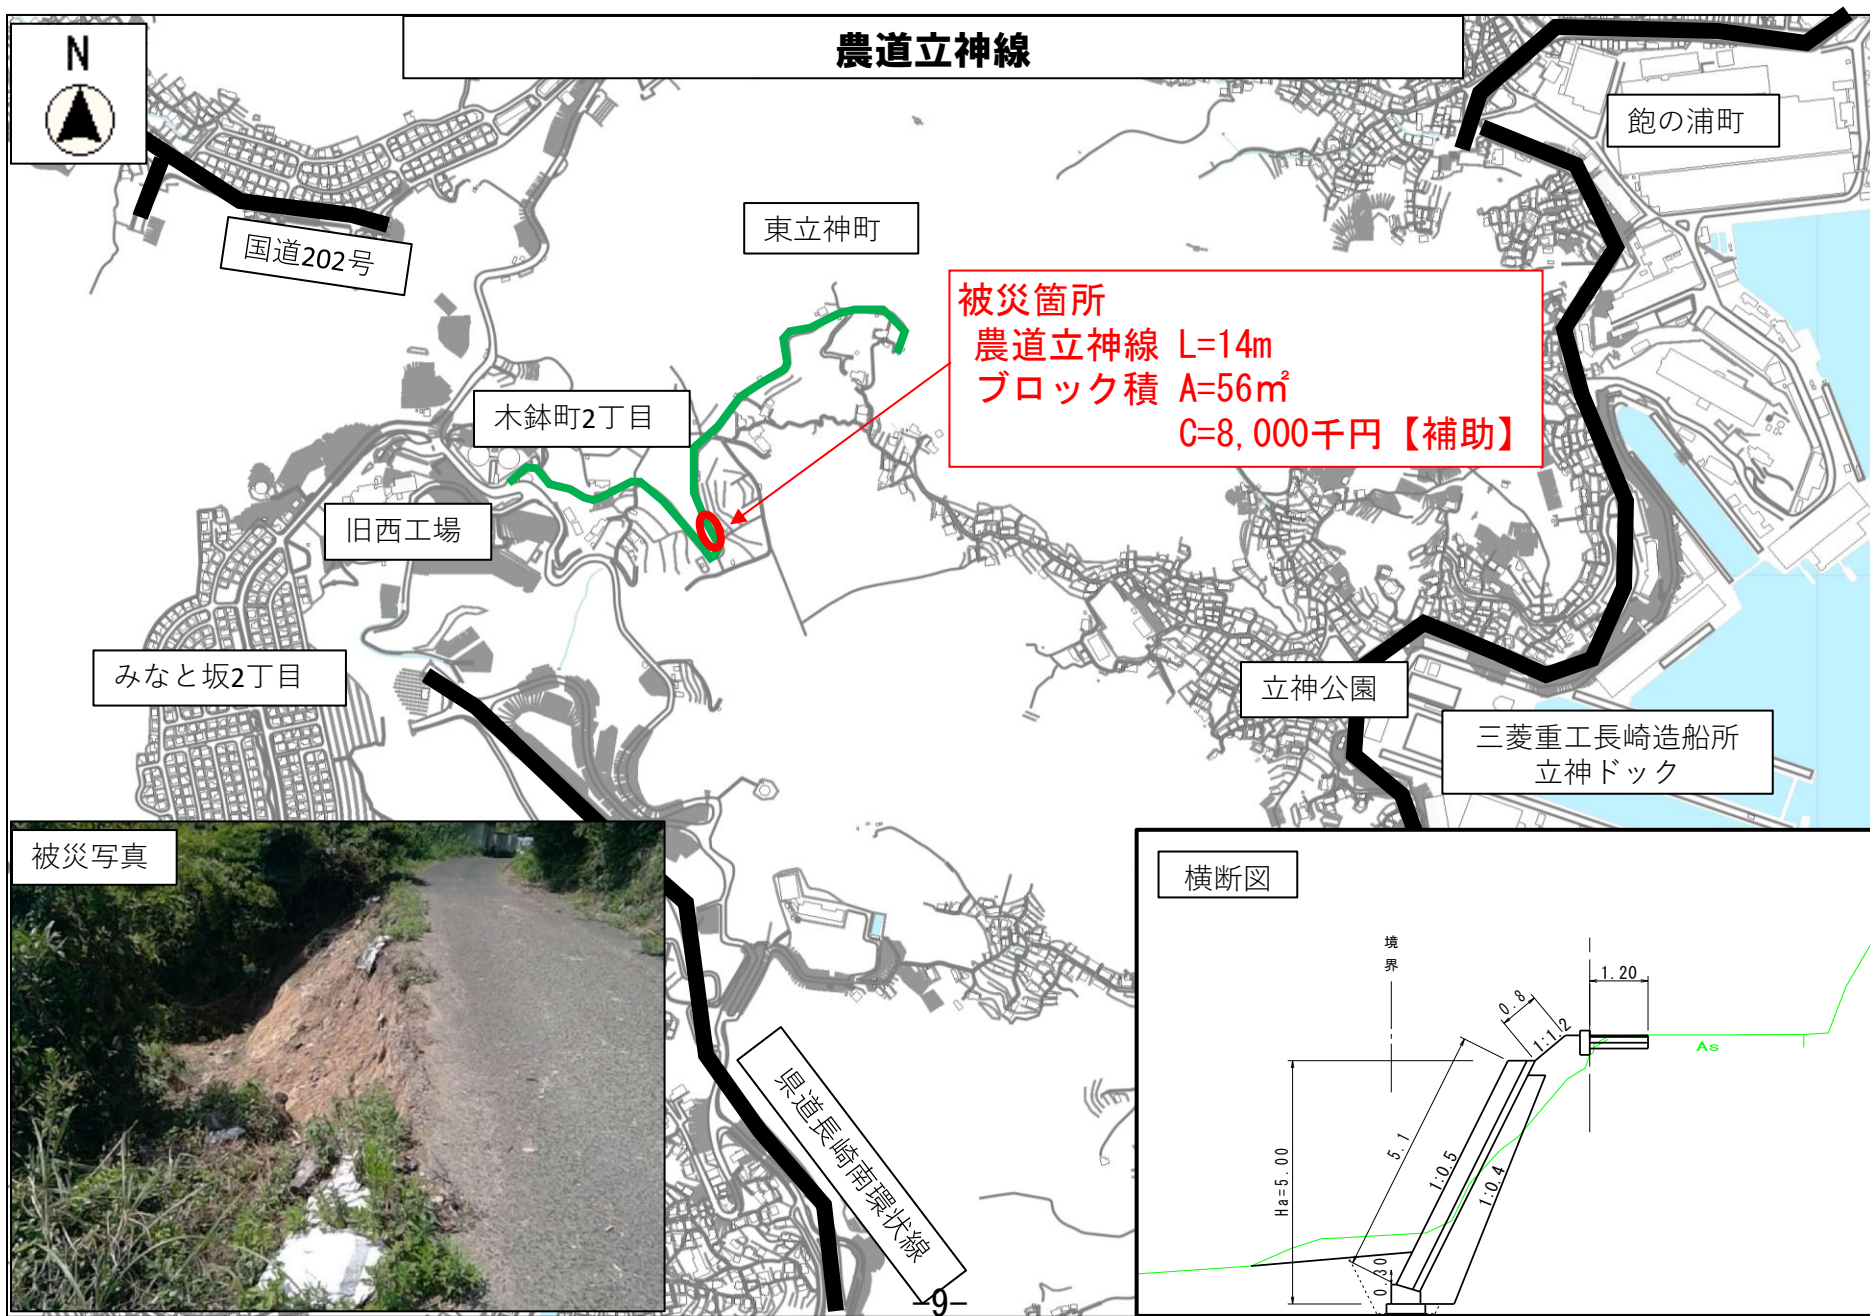 農道立神線
N
飽の浦町
東立神町
国道202号
被災箇所
農道立神線 L=14m
ブロック積 A=56㎡
C=8,000千円【補助】
木鉢町2丁目
旧西工場
みなと坂2丁目
立神公園
三菱重工長崎造船所
立神ドック
被災写真
横断図
境界
1.20
0.8
1:1.2
As
5.1
1:0.5
1:0.4
Ha=5.00
0.30
県道長崎南環状線
-9-